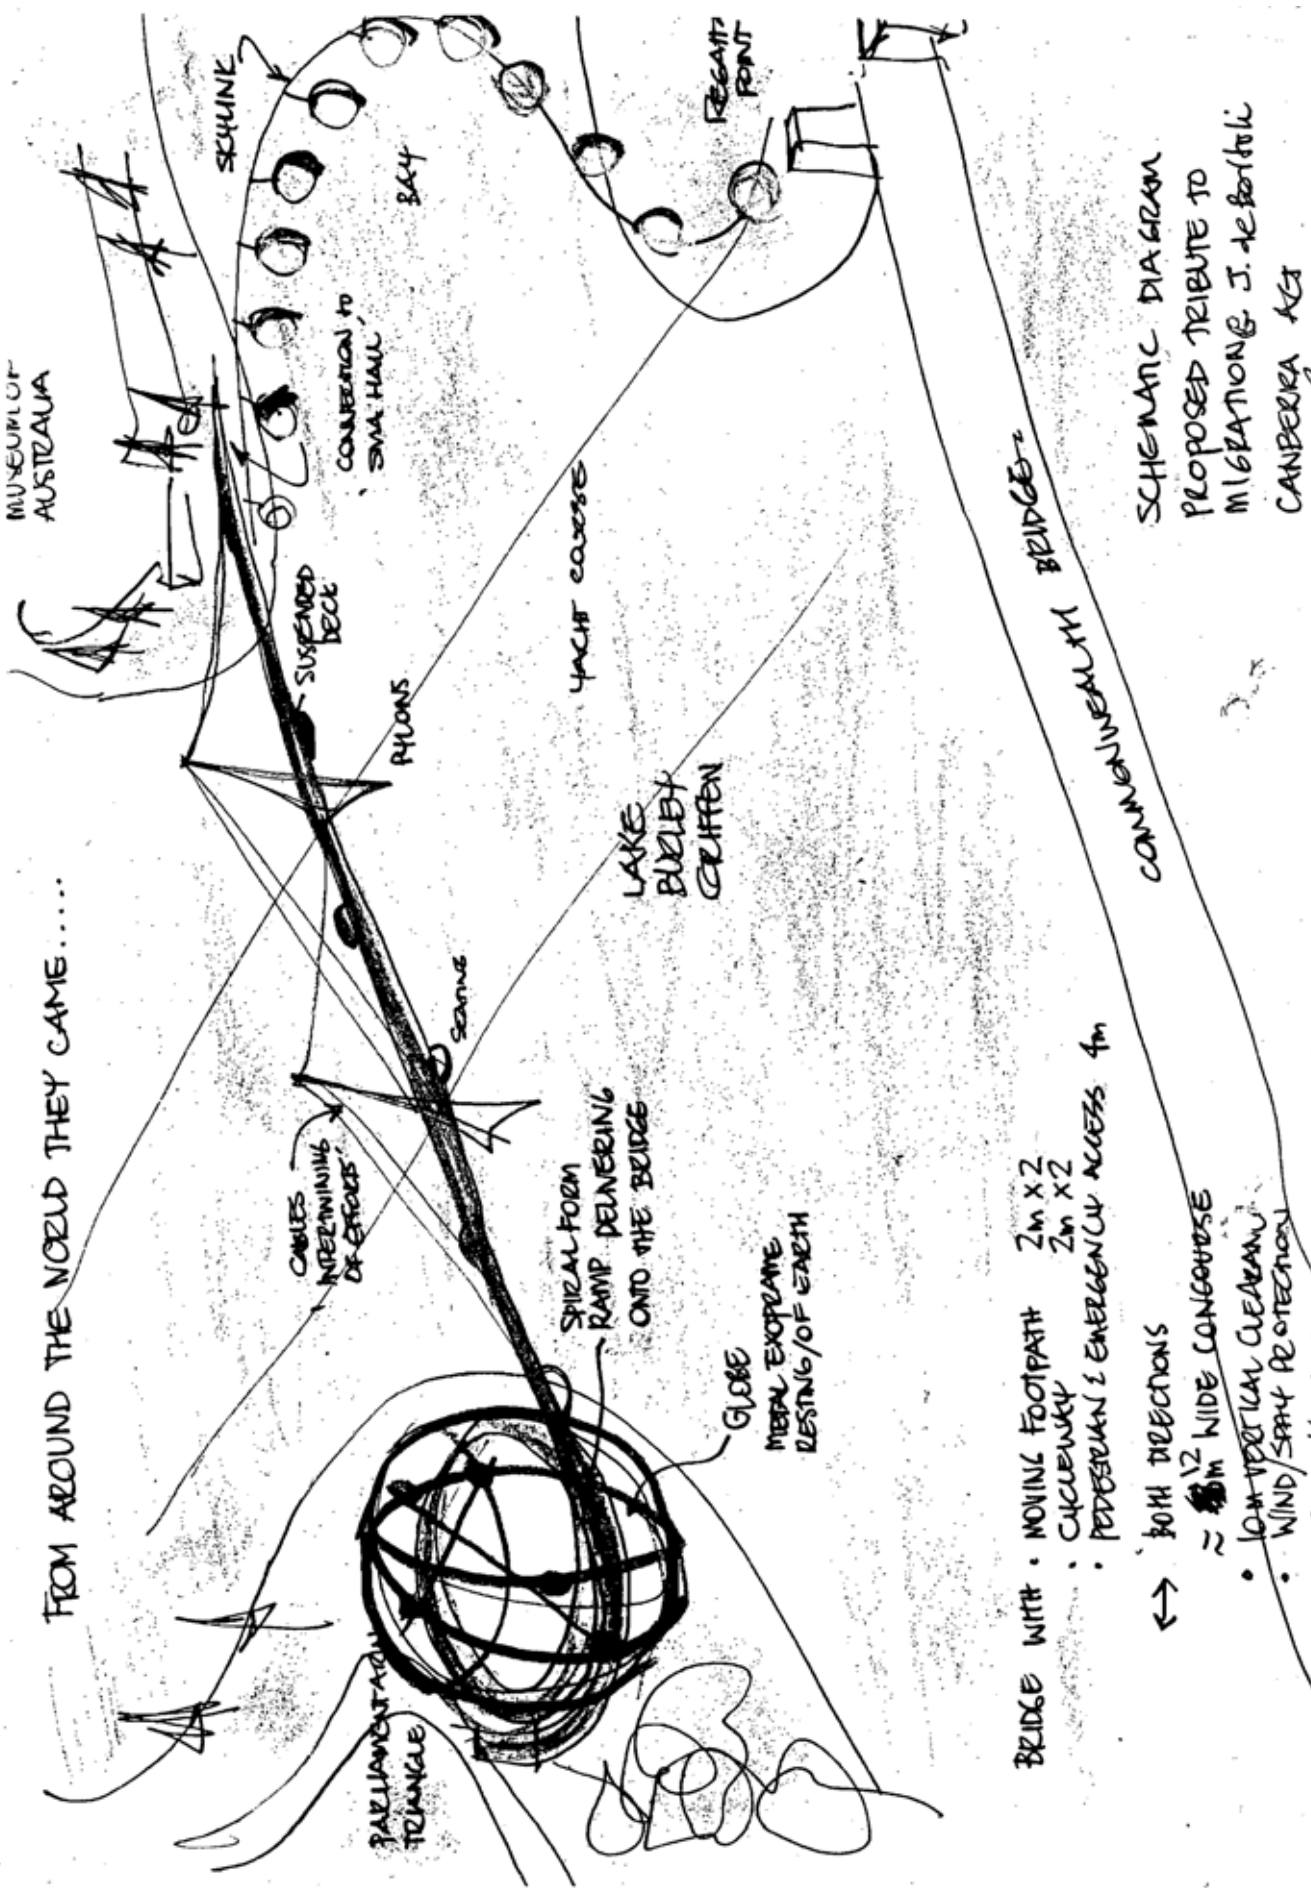 FROM AROUND THE WORLD THEY CAME.....
MUSEUM OF
AUSTRALIA
SKYLINK
BAY
CONNECTION TO
HALL
SUSPENDED
DECK
PYLONS
SEATING
CABLES
INTERTWINING
OF EFFORTS
YACHT COURSE
LAKE
BURLEY
GRIFFEN
REGATTA
POINT
PARLIAMENTARY
TRIANGLE
SPIRAL FORM
RAMP DELIVERING
ONTO THE BRIDGE
GLOBE
METAL EXOFRAME
RESTING/OF EARTH
COMMONWEALTH BRIDGE
BRIDGE WITH • MOVING FOOTPATH 2m x 2
• CYCLEWAY 2m x 2
• PEDESTRIAN & EMERGENCY ACCESS 4m
↔ BOTH DIRECTIONS
≈ 12 m WIDE CONCOURSE
• 10m VERTICAL CLEARANCE
• WIND/SPRAY PROTECTION
SCHEMATIC DIAGRAM
PROPOSED TRIBUTE TO
MIGRATION J. deBortoli
CANBERRA